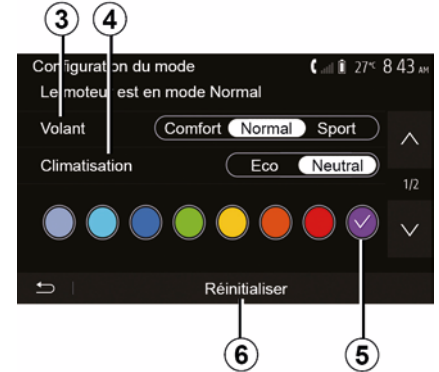 3 4
Configuration du mode 27°C 8 43 AM
Le moteur est en mode Normal
Volant Comfort Normal Sport
Climatisation Eco Neutral
1/2
Réinitialiser
6 5